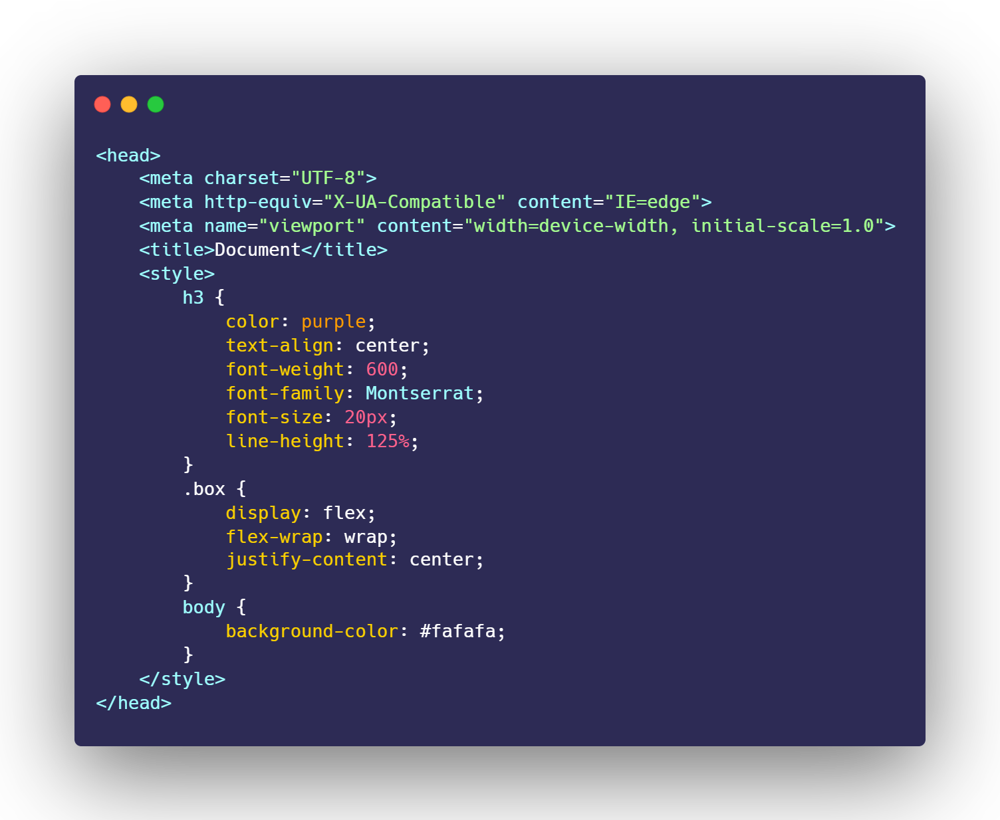 <head>
    <meta charset="UTF-8">
    <meta http-equiv="X-UA-Compatible" content="IE=edge">
    <meta name="viewport" content="width=device-width, initial-scale=1.0">
    <title>Document</title>
    <style>
        h3 {
            color: purple;
            text-align: center;
            font-weight: 600;
            font-family: Montserrat;
            font-size: 20px;
            line-height: 125%;
        }
        .box {
            display: flex;
            flex-wrap: wrap;
            justify-content: center;
        }
        body {
            background-color: #fafafa;
        }
    </style>
</head>